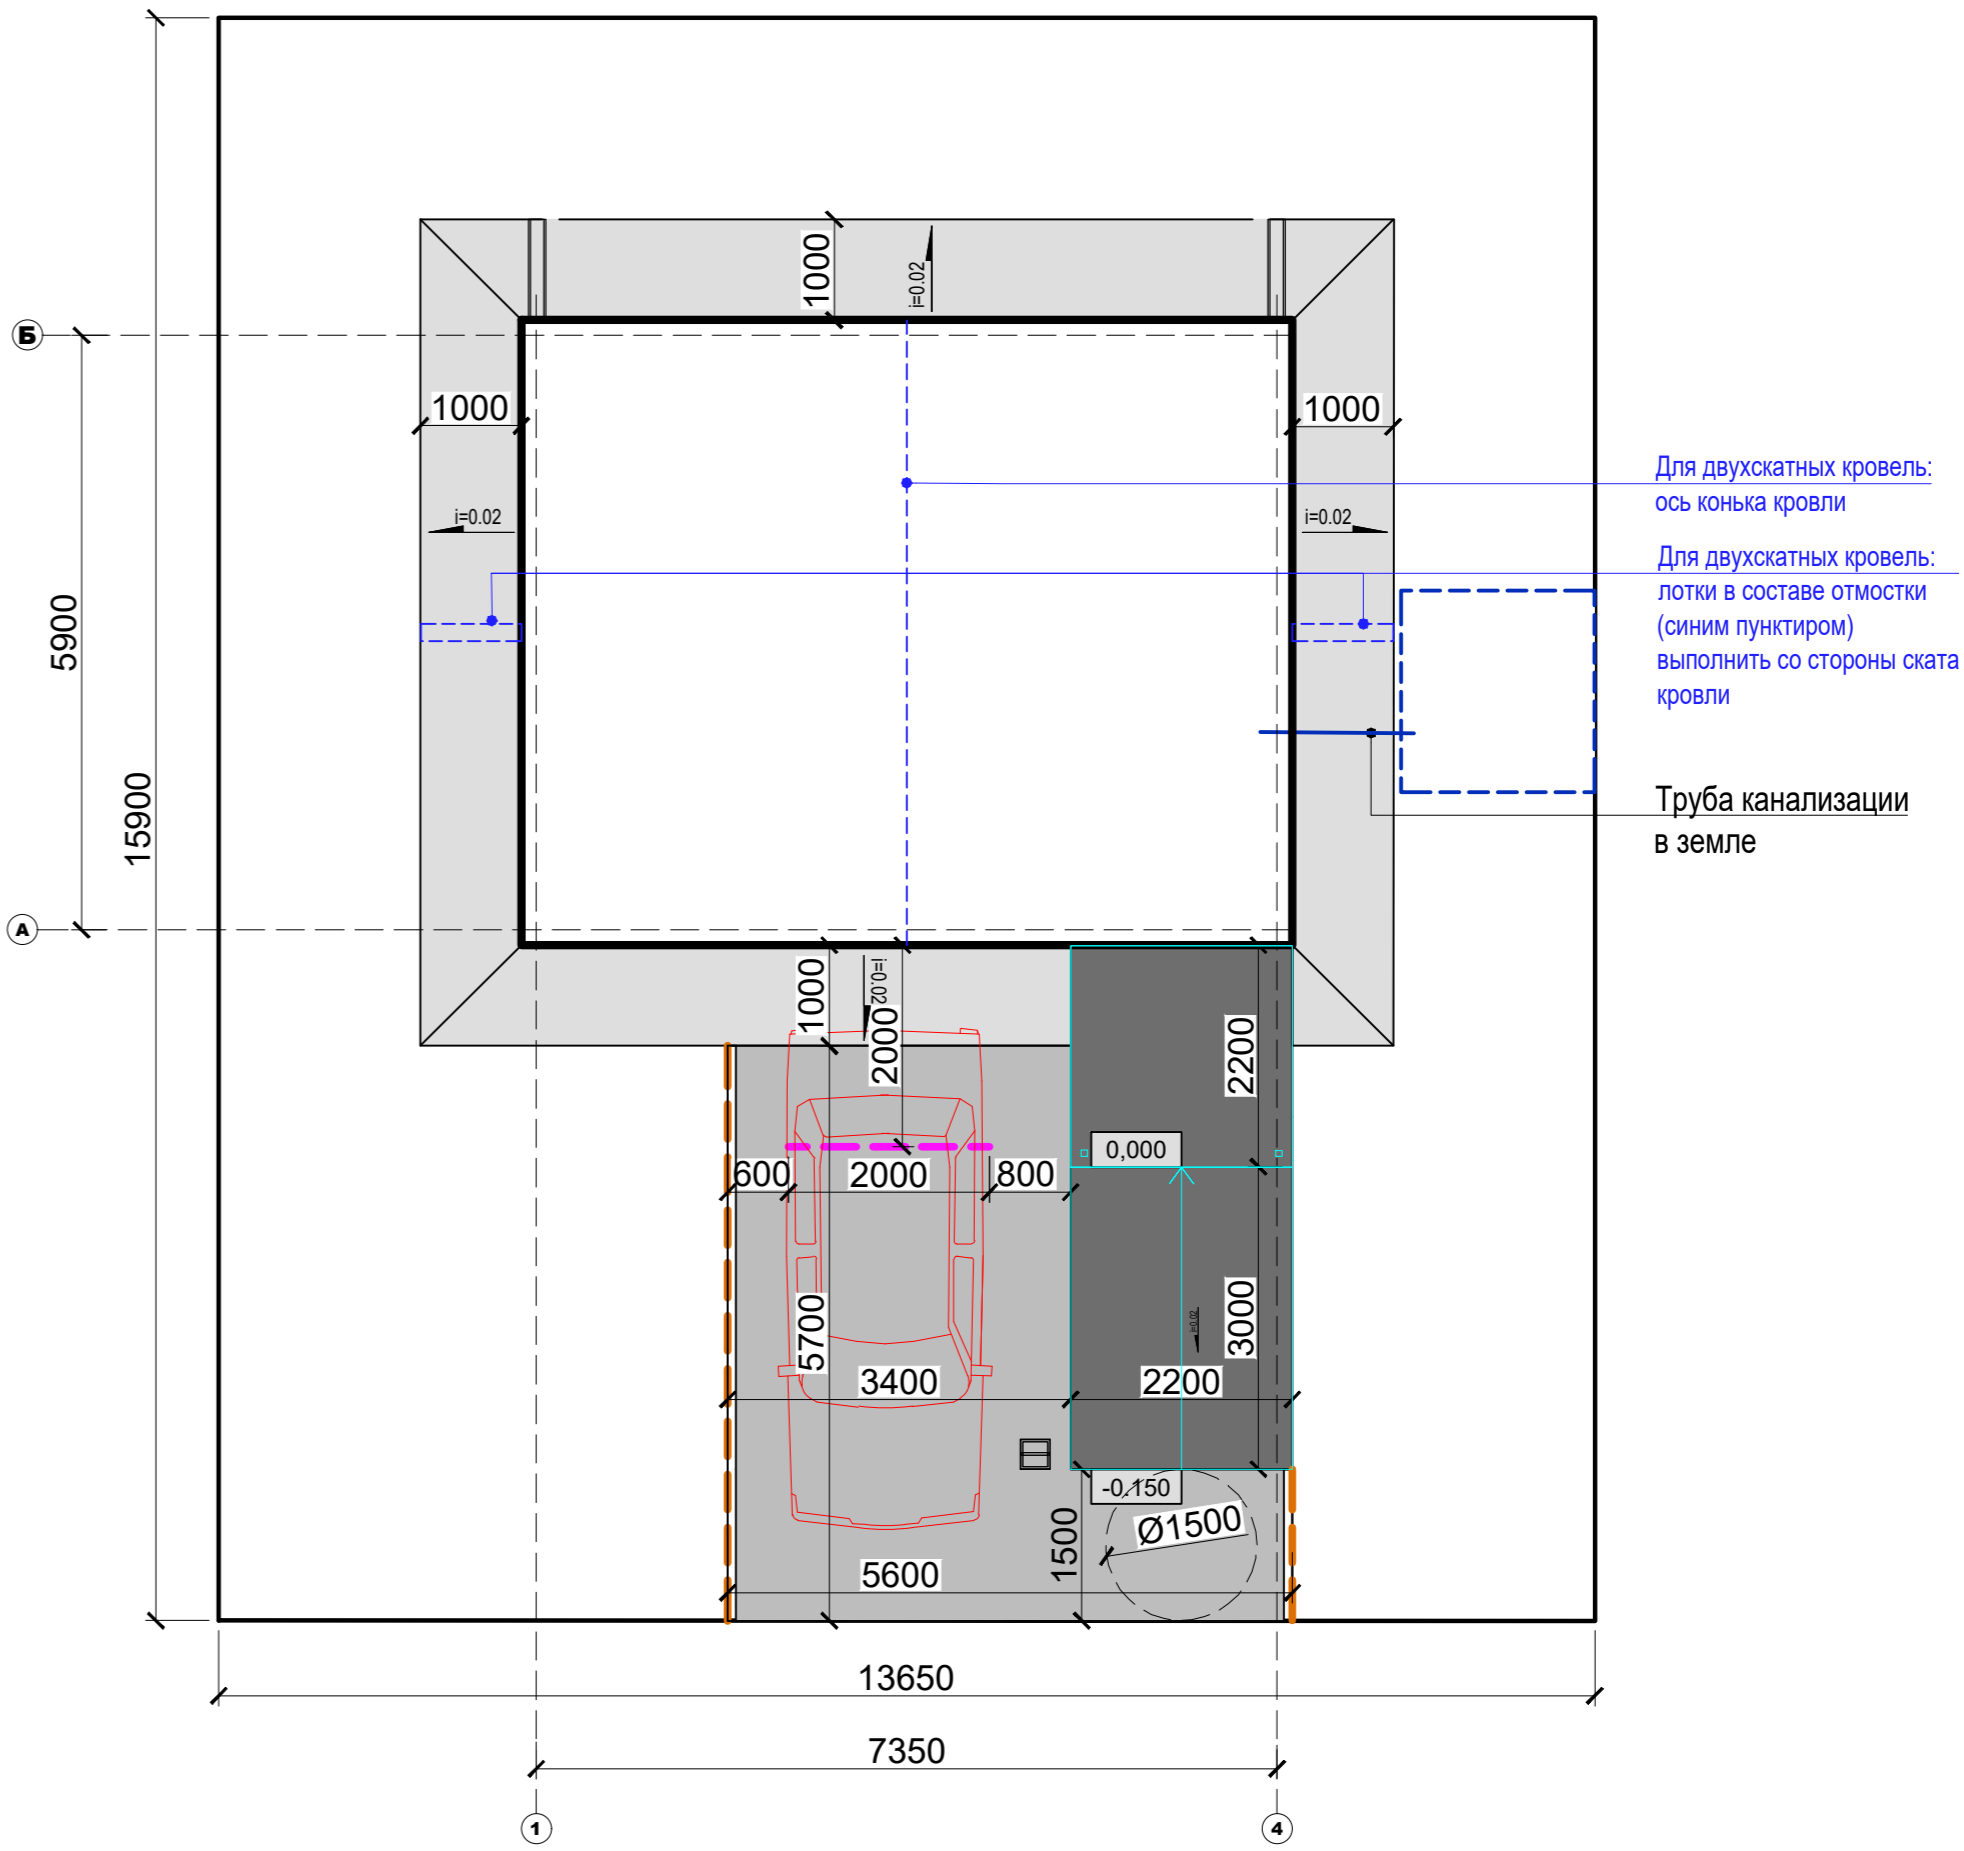 1000
i=0.02
Б
1000
1000
Для двухскатных кровель:
ось конька кровли
i=0.02
i=0.02
Для двухскатных кровель:
лотки в составе отмостки
(синим пунктиром)
выполнить со стороны ската
кровли
5900
15900
Труба канализации
в земле
А
1000
i=0.02
2000
2200
0,000
600
2000
800
5700
3000
i=0.02
3400
2200
-0.150
1500
Ø1500
5600
13650
7350
1
4